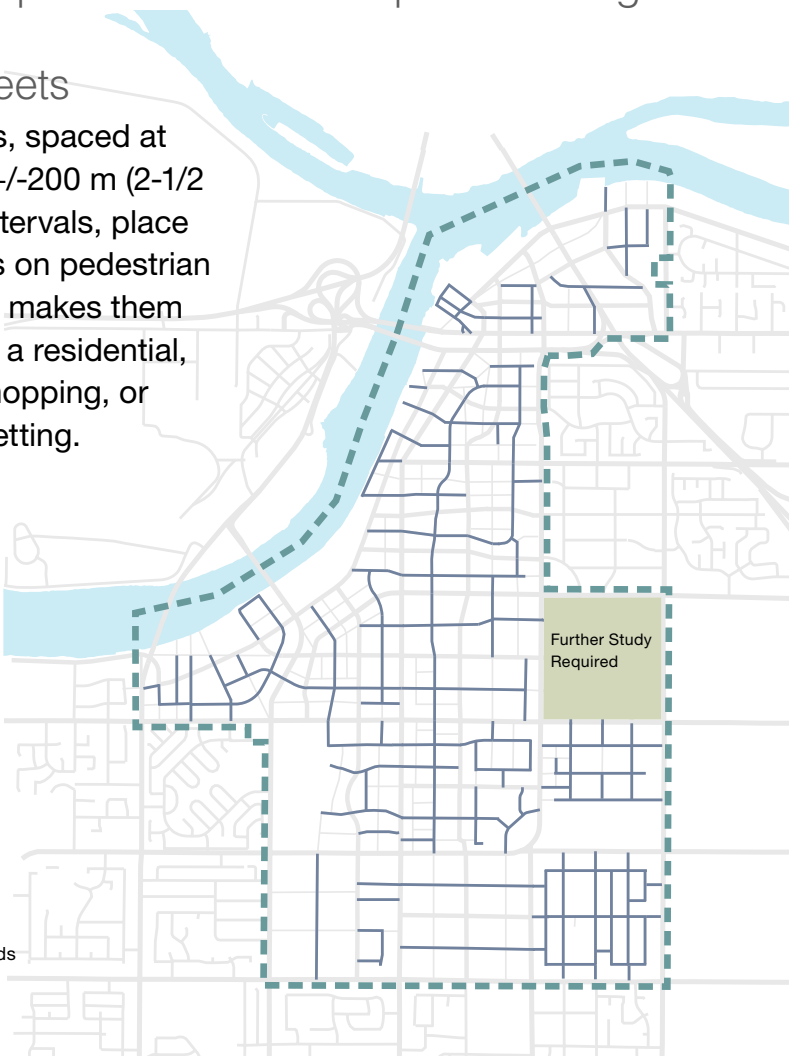 eets
s, spaced at
-/-200 m (2-1/2
tervals, place
s on pedestrian
makes them
a residential,
hopping, or
etting.
Further Study
Required
ds